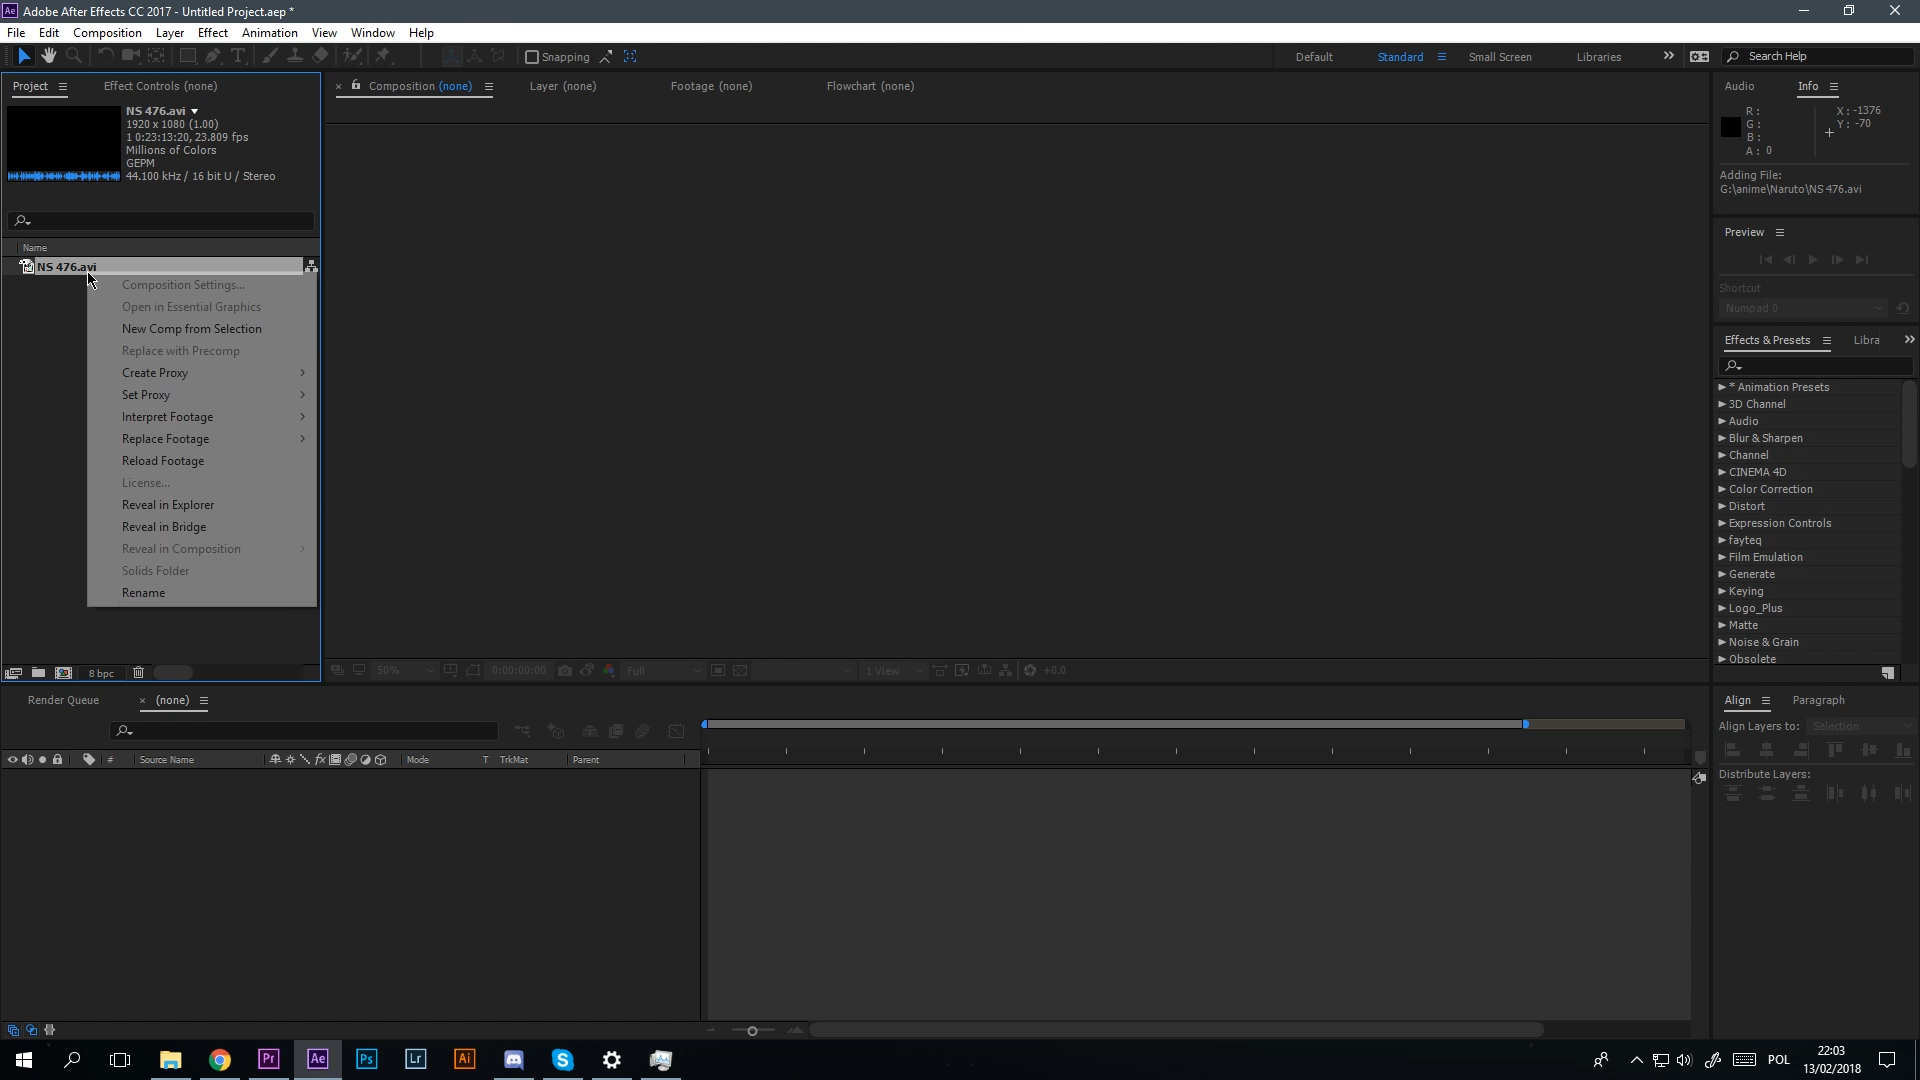 Ae Adobe After Effects CC 2017 - Untitled Project.aep *
File Edit Composition Layer Effect Animation View Window Help
Snapping
Default Standard Small Screen Libraries Search Help
Project Effect Controls (none)
NS 476.avi
1920 x 1080 (1.00)
1 0:23:13:20, 23.809 fps
Millions of Colors
GEPM
44.100 kHz / 16 bit U / Stereo
Name
NS 476.avi
Composition Settings...
Open in Essential Graphics
New Comp from Selection
Replace with Precomp
Create Proxy
Set Proxy
Interpret Footage
Replace Footage
Reload Footage
License...
Reveal in Explorer
Reveal in Bridge
Reveal in Composition
Solids Folder
Rename
8 bpc
Composition (none) Layer (none) Footage (none) Flowchart (none)
50% 0:00:00:00 Full 1 View +0.0
Audio Info
R:
G:
B:
A: 0
X: -1376
Y: -70
Adding File:
G:\anime\Naruto\NS 476.avi
Preview
Shortcut
Numpad 0
Effects & Presets Libra
* Animation Presets
3D Channel
Audio
Blur & Sharpen
Channel
CINEMA 4D
Color Correction
Distort
Expression Controls
fayteq
Film Emulation
Generate
Keying
Logo_Plus
Matte
Noise & Grain
Obsolete
Render Queue (none)
# Source Name fx Mode T TrkMat Parent
Align Paragraph
Align Layers to: Selection
Distribute Layers:
Pr Ae Ps Lr Ai POL
22:03
13/02/2018